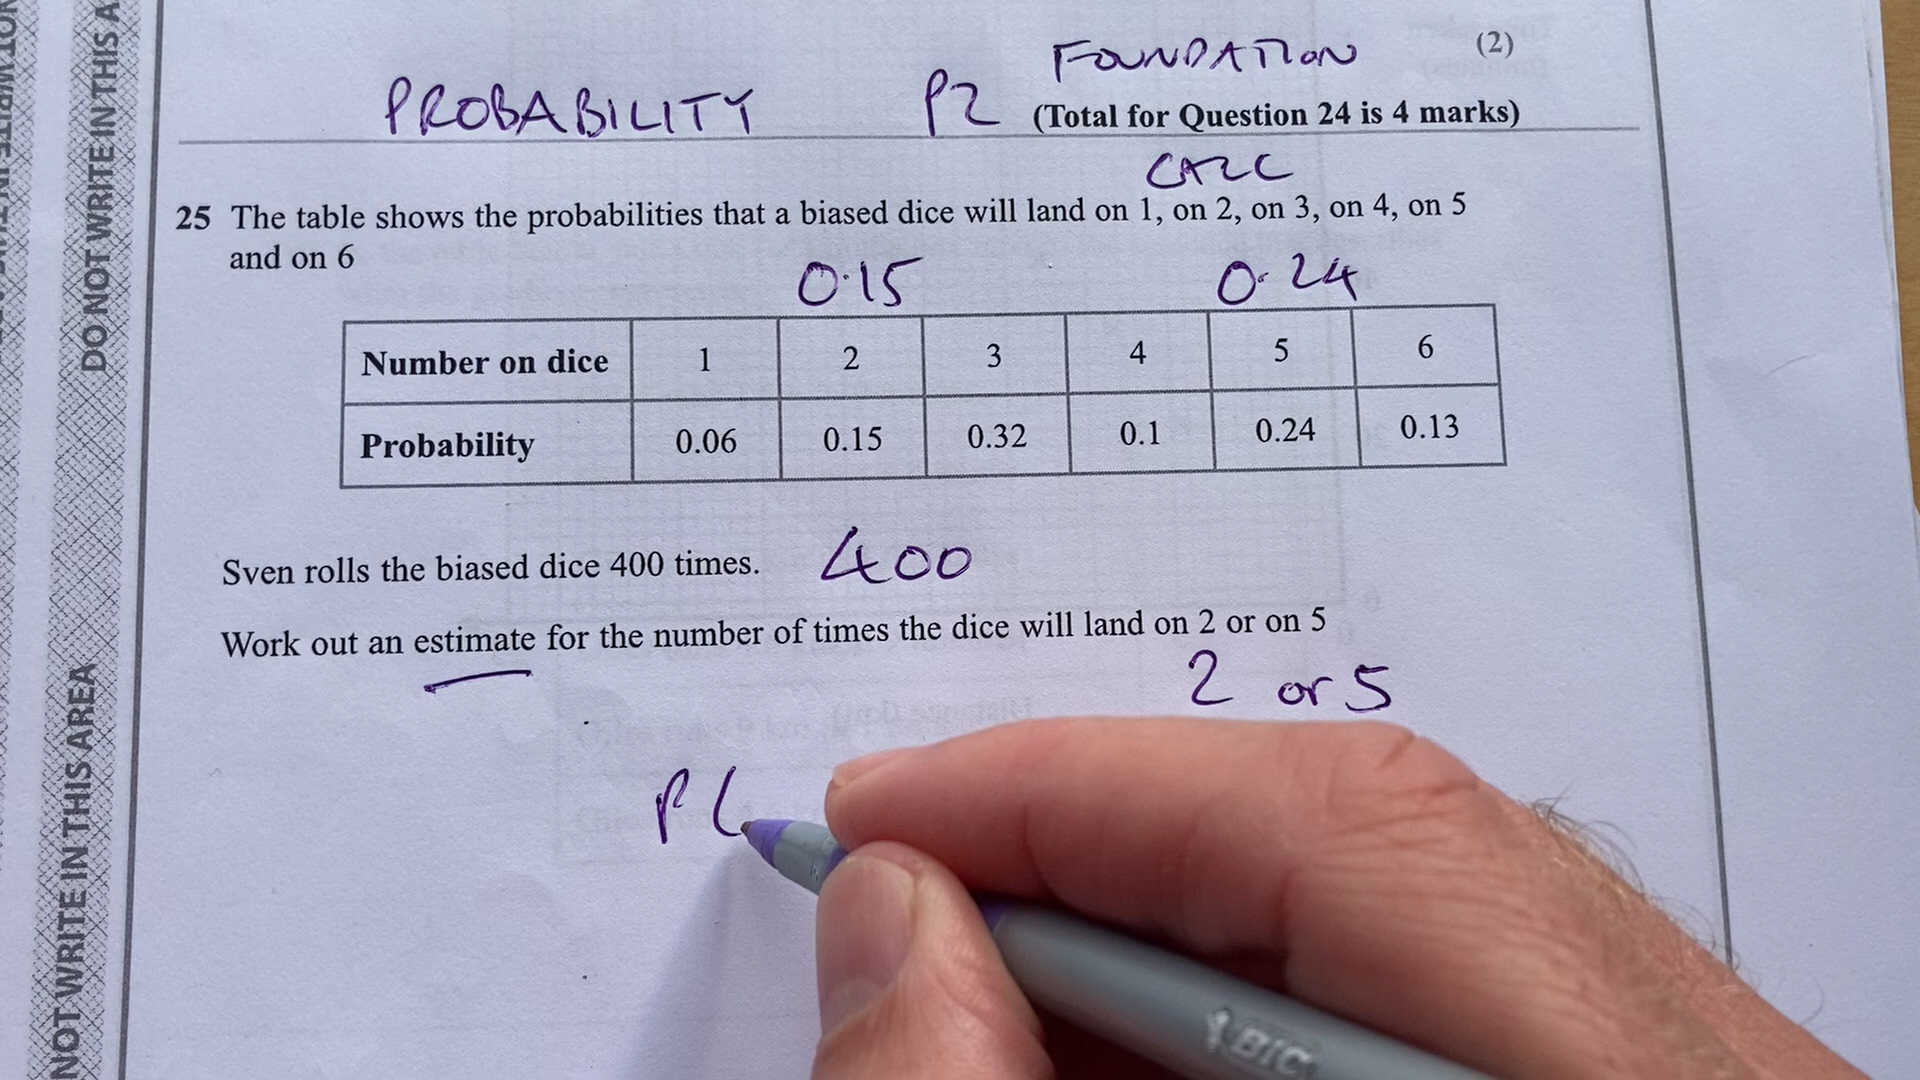 FOUNDATION (2)
PROBABILITY P2 (Total for Question 24 is 4 marks)
CALC
25 The table shows the probabilities that a biased dice will land on 1, on 2, on 3, on 4, on 5
and on 6
0.15 0.24
Number on dice 1 2 3 4 5 6
Probability 0.06 0.15 0.32 0.1 0.24 0.13
Sven rolls the biased dice 400 times. 400
Work out an estimate for the number of times the dice will land on 2 or on 5
2 or 5
P(
BIC
DO NOT WRITE IN THIS A
NOT WRITE IN THIS AREA